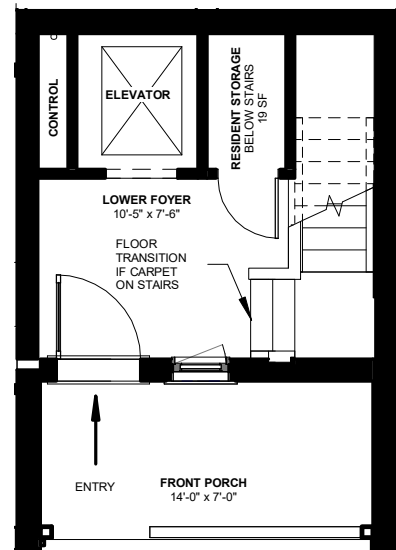 CONTROL
ELEVATOR
RESIDENT STORAGE
BELOW STAIRS
19 SF
LOWER FOYER
10'-5" x 7'-6"
FLOOR
TRANSITION
IF CARPET
ON STAIRS
ENTRY
FRONT PORCH
14'-0" x 7'-0"